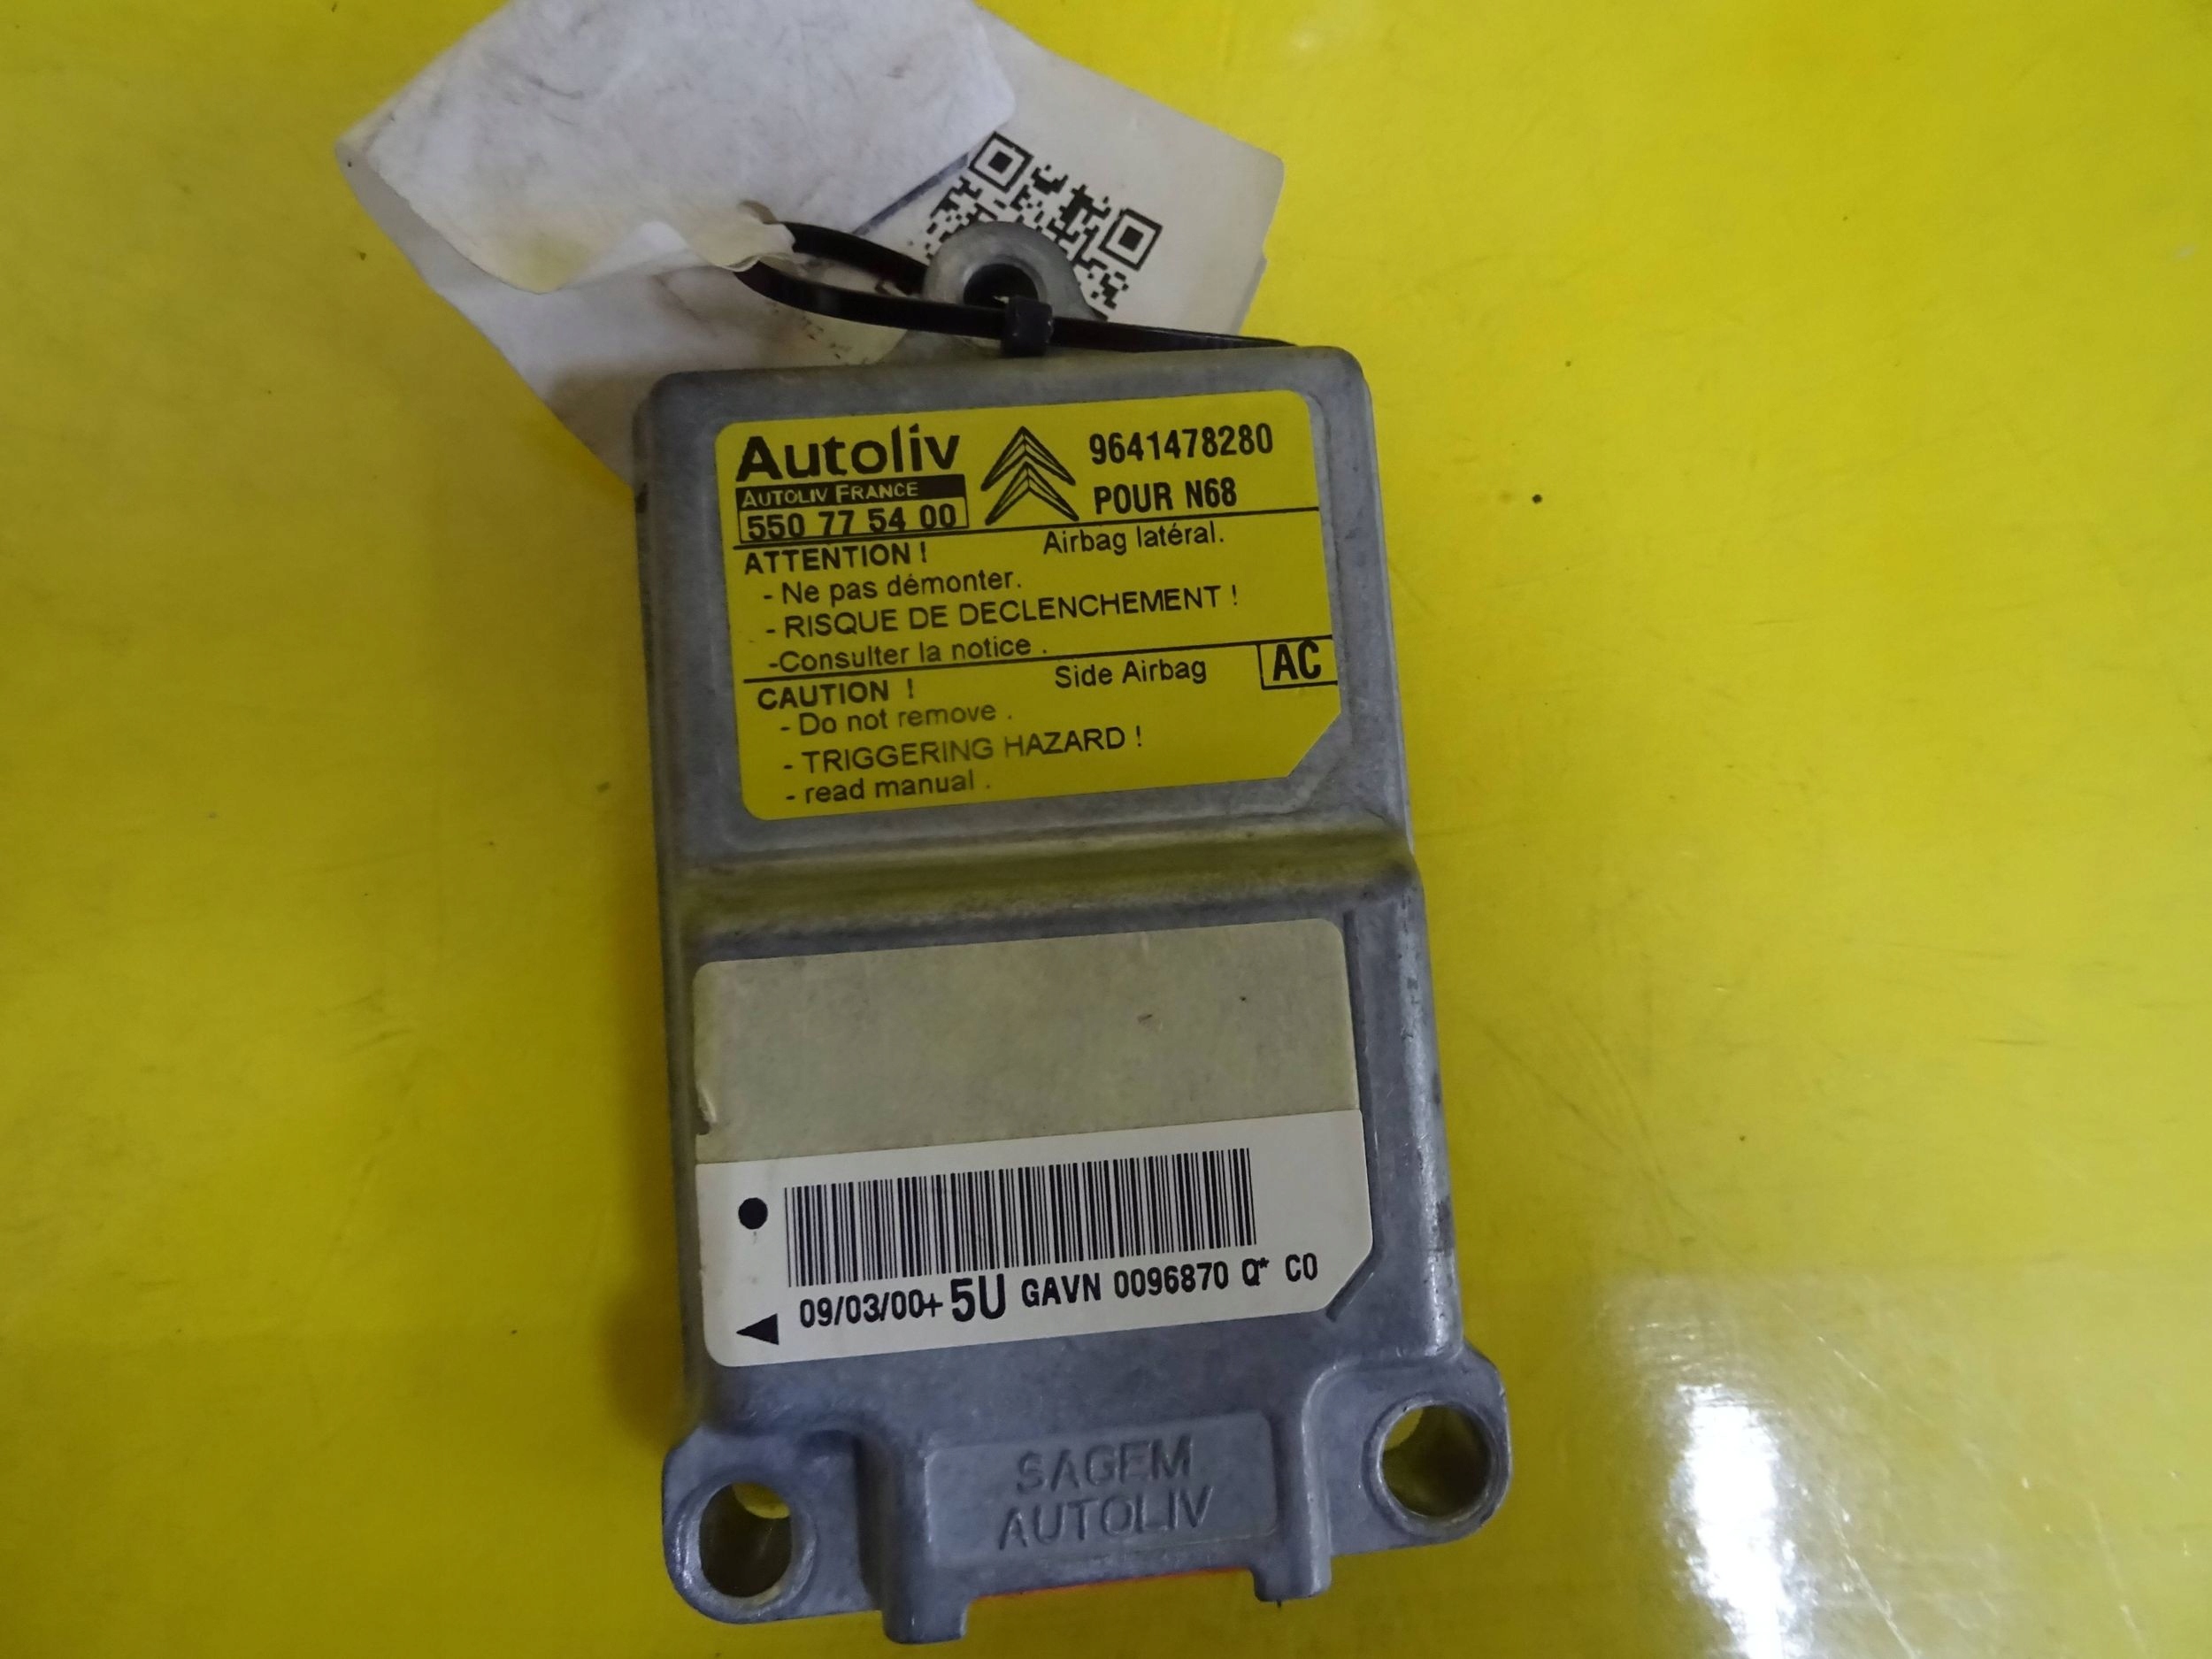 Autoliv
AUTOLIV FRANCE
550 77 54 00
9641478280
POUR N68
ATTENTION !
Airbag latéral.
- Ne pas démonter.
- RISQUE DE DECLENCHEMENT !
-Consulter la notice .
CAUTION !
Side Airbag
AC
- Do not remove .
- TRIGGERING HAZARD !
- read manual .
09/03/00+ 5U GAVN 0096870 Q* C0
SAGEM
AUTOLIV